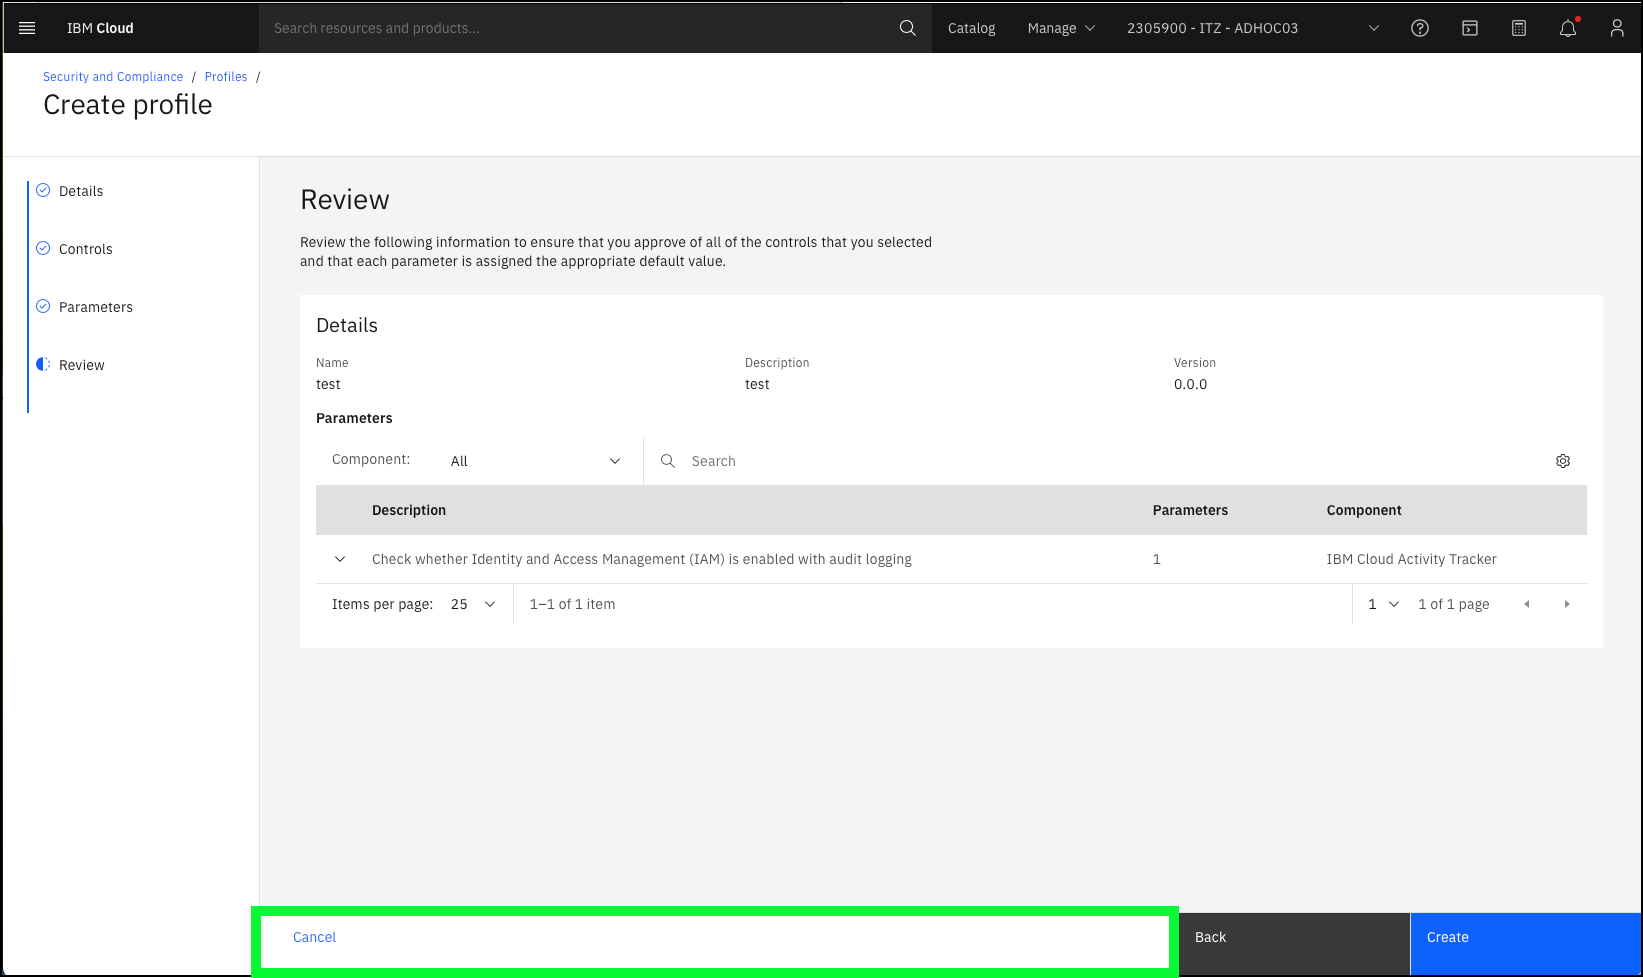 IBM Cloud Search resources and products... Catalog Manage 2305900 - ITZ - ADHOC03
Security and Compliance / Profiles /
Create profile
Details
Controls
Parameters
Review
Review
Review the following information to ensure that you approve of all of the controls that you selected
and that each parameter is assigned the appropriate default value.
Details
Name Description Version
test test 0.0.0
Parameters
Component: All Search
Description Parameters Component
Check whether Identity and Access Management (IAM) is enabled with audit logging 1 IBM Cloud Activity Tracker
Items per page: 25 1–1 of 1 item 1 1 of 1 page
Cancel Back Create